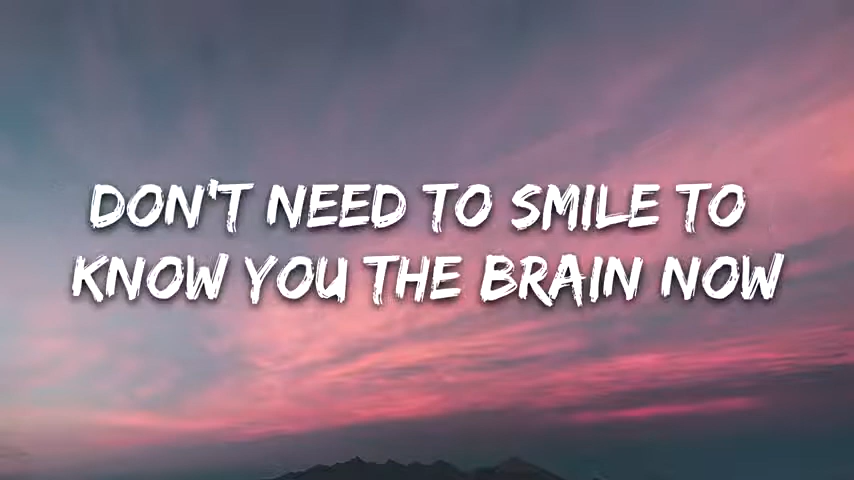 DON'T NEED TO SMILE TO
KNOW YOU THE BRAIN NOW